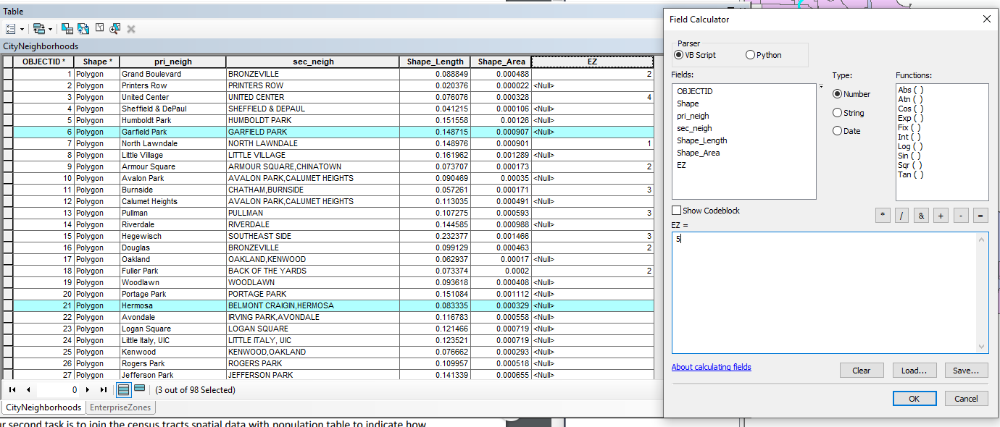 Table
CityNeighborhoods
OBJECTID * Shape * pri_neigh sec_neigh Shape_Length Shape_Area EZ
1 Polygon Grand Boulevard BRONZEVILLE 0.088849 0.000488 2
2 Polygon Printers Row PRINTERS ROW 0.020376 0.000022 <Null>
3 Polygon United Center UNITED CENTER 0.076076 0.000328 4
4 Polygon Sheffield & DePaul SHEFFIELD & DEPAUL 0.041215 0.000106 <Null>
5 Polygon Humboldt Park HUMBOLDT PARK 0.151558 0.00126 <Null>
6 Polygon Garfield Park GARFIELD PARK 0.148715 0.000907 <Null>
7 Polygon North Lawndale NORTH LAWNDALE 0.148976 0.000901 1
8 Polygon Little Village LITTLE VILLAGE 0.161962 0.001289 <Null>
9 Polygon Armour Square ARMOUR SQUARE,CHINATOWN 0.073707 0.000173 2
10 Polygon Avalon Park AVALON PARK,CALUMET HEIGHTS 0.090469 0.00035 <Null>
11 Polygon Burnside CHATHAM,BURNSIDE 0.057261 0.000171 3
12 Polygon Calumet Heights AVALON PARK,CALUMET HEIGHTS 0.113035 0.000491 <Null>
13 Polygon Pullman PULLMAN 0.107275 0.000593 3
14 Polygon Riverdale RIVERDALE 0.144585 0.000988 <Null>
15 Polygon Hegewisch SOUTHEAST SIDE 0.232377 0.001466 3
16 Polygon Douglas BRONZEVILLE 0.099129 0.000463 2
17 Polygon Oakland OAKLAND,KENWOOD 0.062937 0.00017 <Null>
18 Polygon Fuller Park BACK OF THE YARDS 0.073374 0.0002 2
19 Polygon Woodlawn WOODLAWN 0.093618 0.000408 <Null>
20 Polygon Portage Park PORTAGE PARK 0.151084 0.001112 <Null>
21 Polygon Hermosa BELMONT CRAIGIN,HERMOSA 0.083335 0.000329 <Null>
22 Polygon Avondale IRVING PARK,AVONDALE 0.116783 0.000558 <Null>
23 Polygon Logan Square LOGAN SQUARE 0.121466 0.000719 <Null>
24 Polygon Little Italy, UIC LITTLE ITALY, UIC 0.123521 0.000719 <Null>
25 Polygon Kenwood KENWOOD,OAKLAND 0.076662 0.000293 <Null>
26 Polygon Rogers Park ROGERS PARK 0.109957 0.000518 <Null>
27 Polygon Jefferson Park JEFFERSON PARK 0.141339 0.000655 <Null>
0 (3 out of 98 Selected)
CityNeighborhoods EnterpriseZones
ur second task is to join the census tracts spatial data with population table to indicate how
Field Calculator
Parser
VB Script Python
Fields: Type: Functions:
OBJECTID
Shape
pri_neigh
sec_neigh
Shape_Length
Shape_Area
EZ
Number
String
Date
Abs ( )
Atn ( )
Cos ( )
Exp ( )
Fix ( )
Int ( )
Log ( )
Sin ( )
Sqr ( )
Tan ( )
Show Codeblock
* / & + - =
EZ =
5
About calculating fields
Clear Load... Save...
OK Cancel